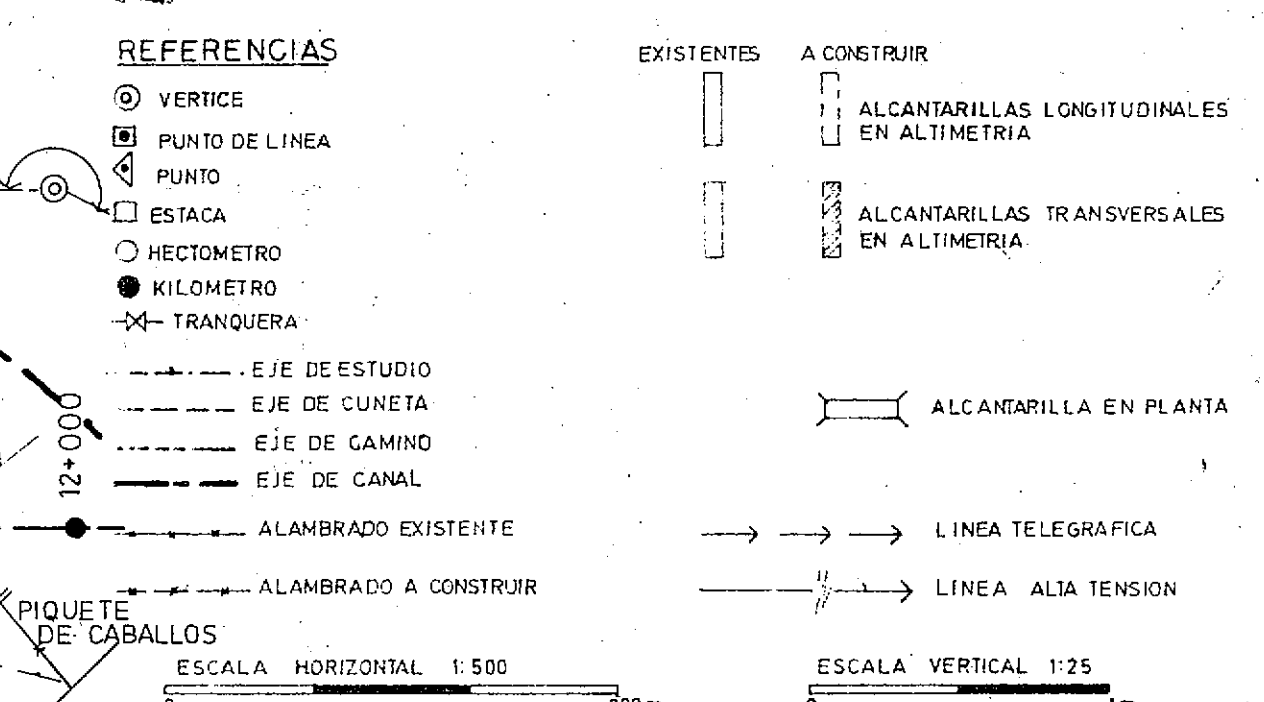 REFERENCIAS
VERTICE
PUNTO DE LINEA
PUNTO
ESTACA
HECTOMETRO
KILOMETRO
TRANQUERA
EJE DE ESTUDIO
EJE DE CUNETA
EJE DE CAMINO
EJE DE CANAL
ALAMBRADO EXISTENTE
ALAMBRADO A CONSTRUIR
12+000
PIQUETE
DE CABALLOS
ESCALA HORIZONTAL 1:500
0
EXISTENTES A CONSTRUIR
ALCANTARILLAS LONGITUDINALES
EN ALTIMETRIA
ALCANTARILLAS TRANSVERSALES
EN ALTIMETRIA
ALCANTARILLA EN PLANTA
LINEA TELEGRAFICA
LINEA ALTA TENSION
ESCALA VERTICAL 1:25
0